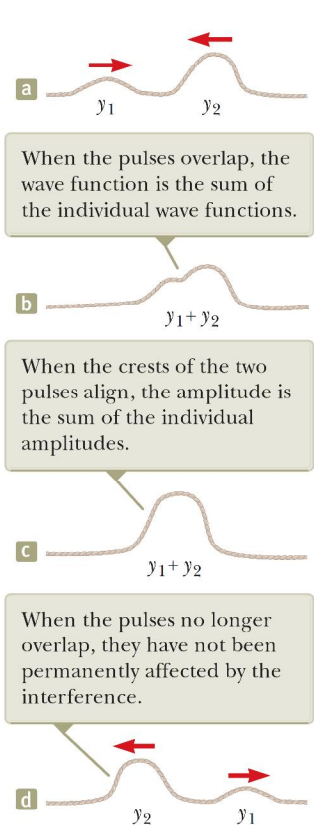 a
y1 y2
When the pulses overlap, the
wave function is the sum of
the individual wave functions.
b
y1+ y2
When the crests of the two
pulses align, the amplitude is
the sum of the individual
amplitudes.
c
y1+ y2
When the pulses no longer
overlap, they have not been
permanently affected by the
interference.
d
y2 y1